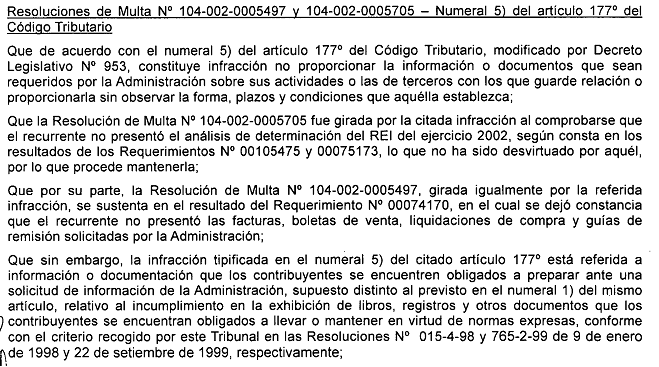 Resoluciones de Multa Nº 104-002-0005497 y 104-002-0005705 – Numeral 5) del artículo 177º del
Código Tributario
Que de acuerdo con el numeral 5) del artículo 177º del Código Tributario, modificado por Decreto
Legislativo Nº 953, constituye infracción no proporcionar la información o documentos que sean
requeridos por la Administración sobre sus actividades o las de terceros con los que guarde relación o
proporcionarla sin observar la forma, plazos y condiciones que aquélla establezca;
Que la Resolución de Multa Nº 104-002-0005705 fue girada por la citada infracción al comprobarse que
el recurrente no presentó el análisis de determinación del REI del ejercicio 2002, según consta en los
resultados de los Requerimientos Nº 00105475 y 00075173, lo que no ha sido desvirtuado por aquél,
por lo que procede mantenerla;
Que por su parte, la Resolución de Multa Nº 104-002-0005497, girada igualmente por la referida
infracción, se sustenta en el resultado del Requerimiento Nº 00074170, en el cual se dejó constancia
que el recurrente no presentó las facturas, boletas de venta, liquidaciones de compra y guías de
remisión solicitadas por la Administración;
Que sin embargo, la infracción tipificada en el numeral 5) del citado artículo 177º está referida a
información o documentación que los contribuyentes se encuentran obligados a preparar ante una
solicitud de información de la Administración, supuesto distinto al previsto en el numeral 1) del mismo
artículo, relativo al incumplimiento en la exhibición de libros, registros y otros documentos que los
contribuyentes se encuentran obligados a llevar o mantener en virtud de normas expresas, conforme
con el criterio recogido por este Tribunal en las Resoluciones Nº 015-4-98 y 765-2-99 de 9 de enero
de 1998 y 22 de setiembre de 1999, respectivamente;